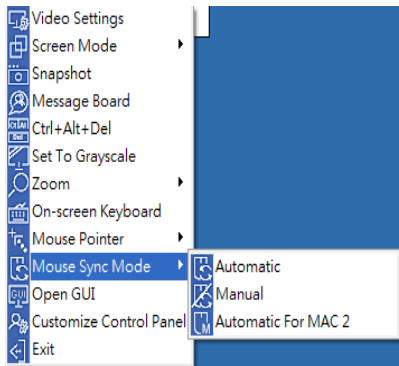 Video Settings
Screen Mode
Snapshot
Message Board
Ctrl+Alt+Del
Set To Grayscale
Zoom
On-screen Keyboard
Mouse Pointer
Mouse Sync Mode
Automatic
Manual
Automatic For MAC 2
GUI
Open GUI
Customize Control Panel
Exit